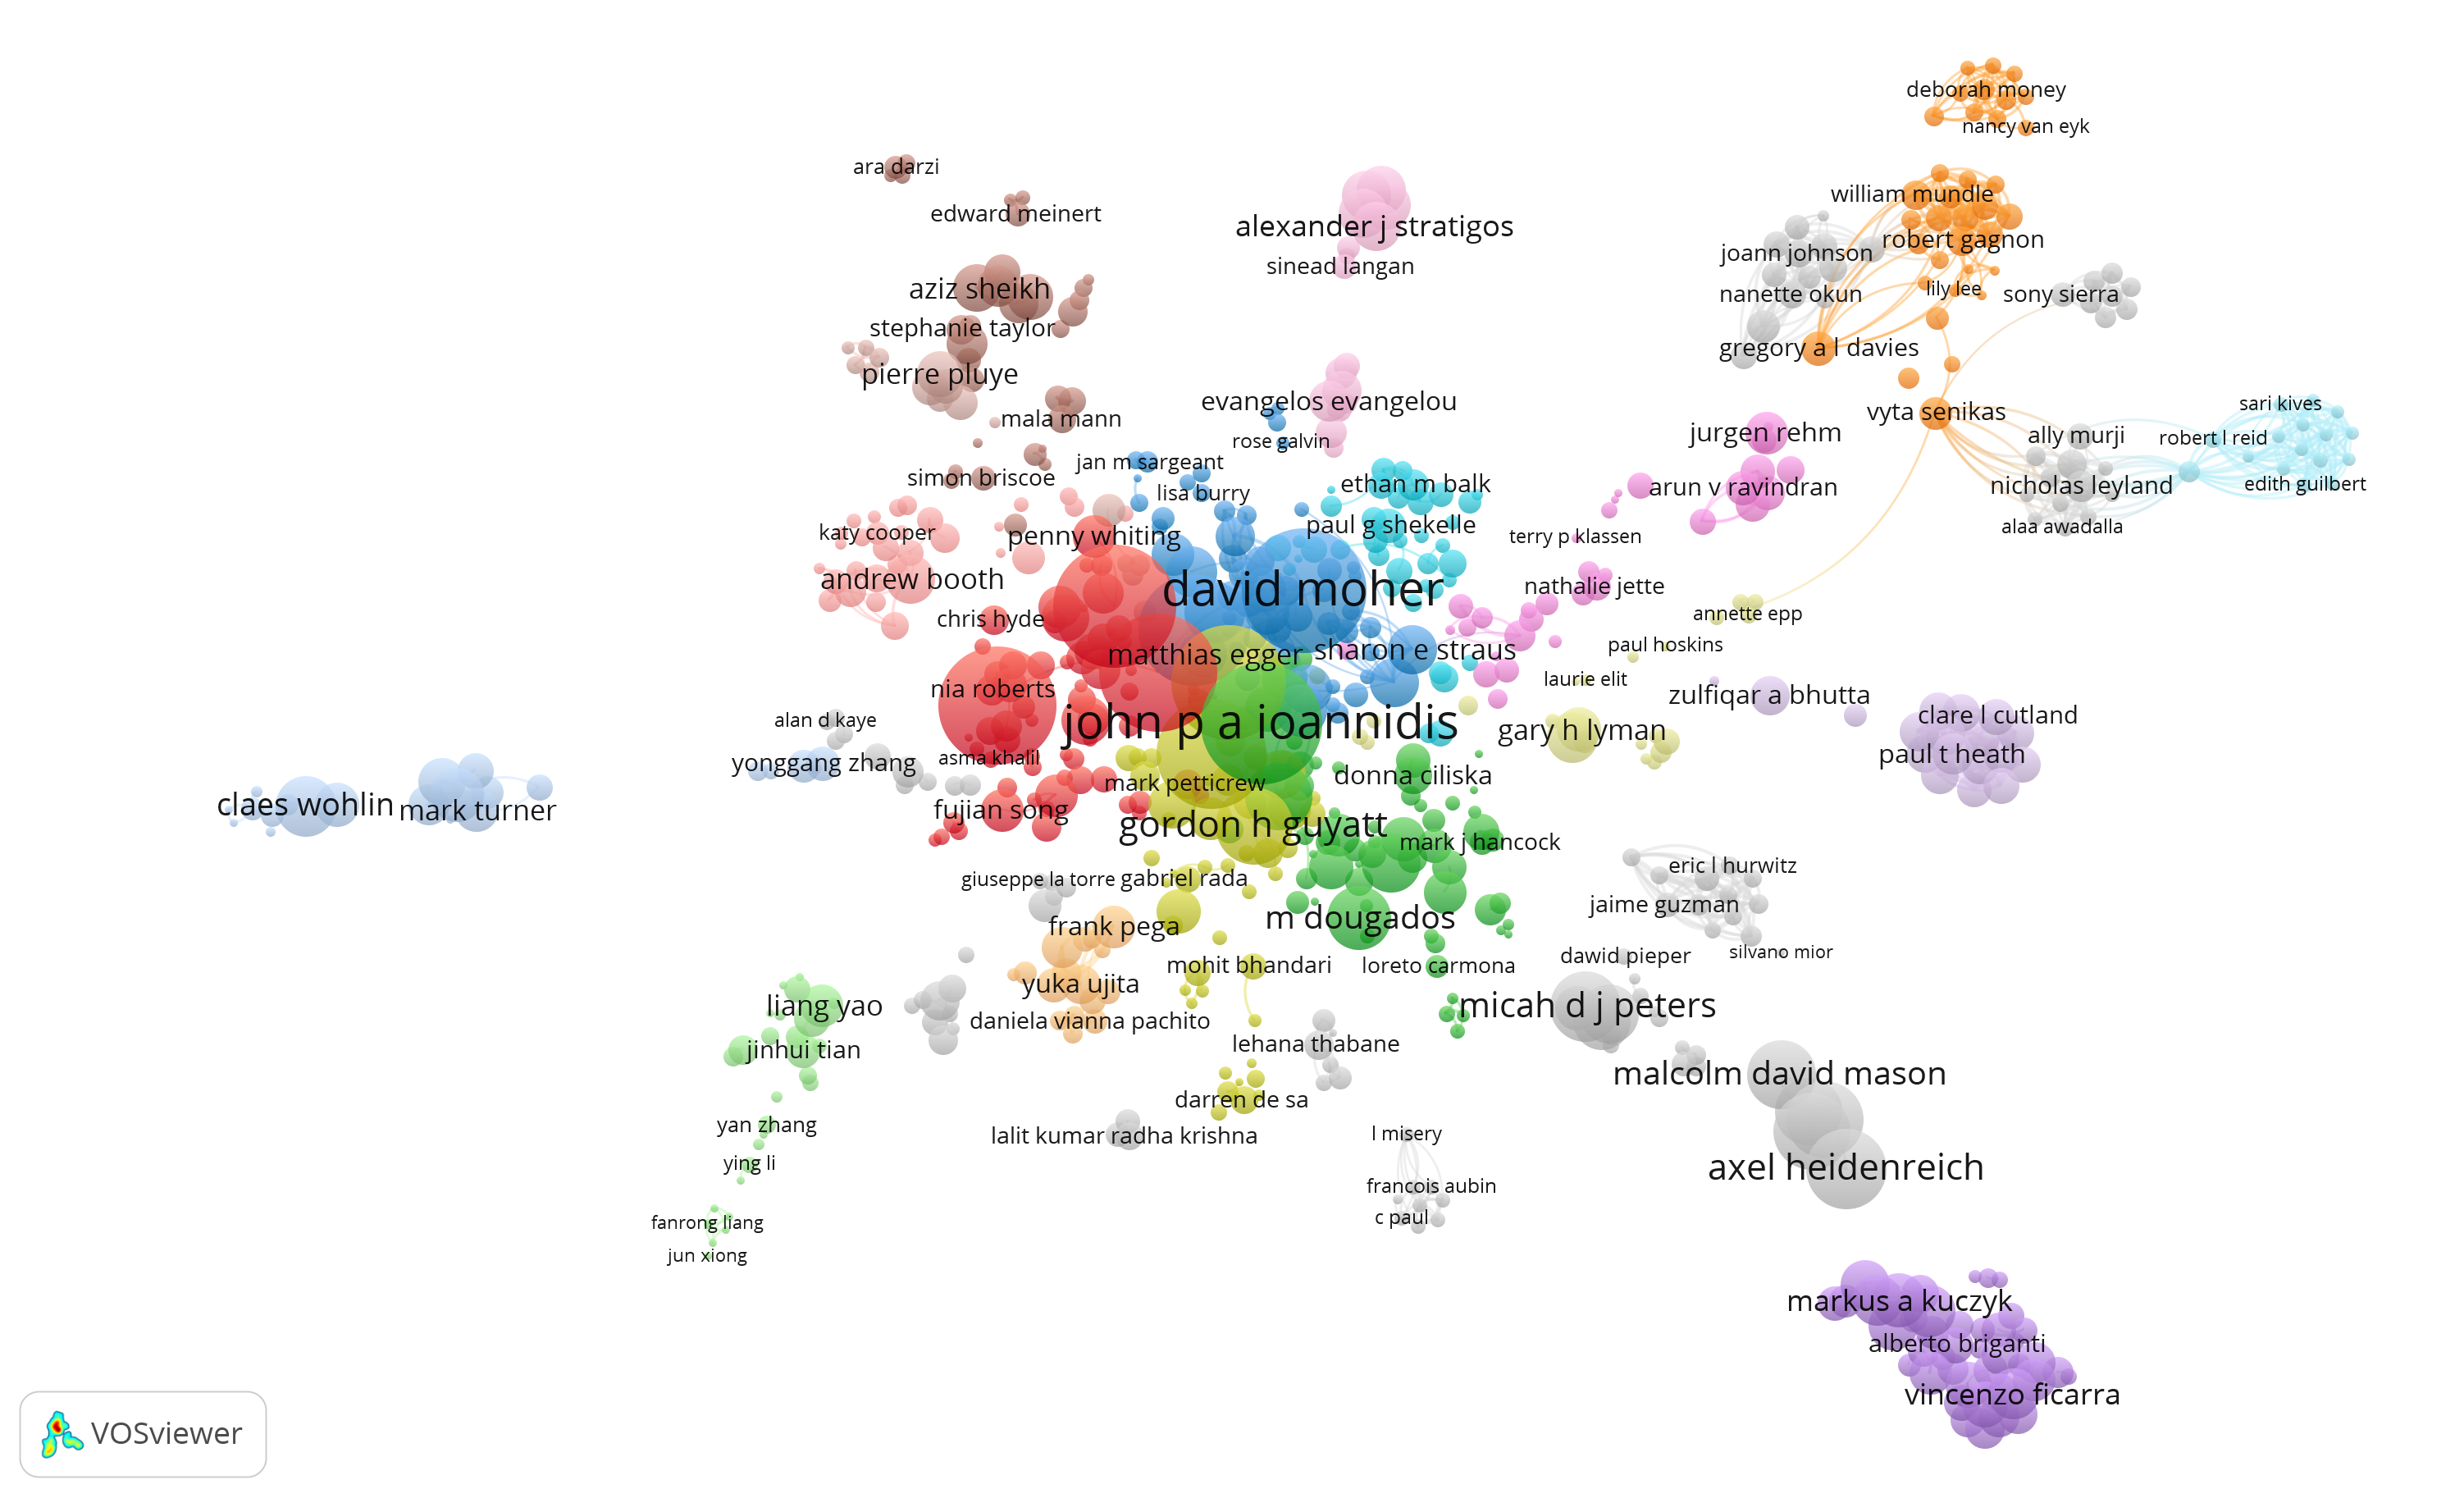 deborah money
nancy van eyk
ara darzi
william mundle
edward meinert
alexander j stratigos
robert gagnon
joann johnson
sinead langan
aziz sheikh
lily lee
nanette okun
sony sierra
stephanie taylor
gregory a l davies
pierre pluye
evangelos evangelou
sari kives
vyta senikas
mala mann
jurgen rehm
ally murji
robert l reid
rose galvin
jan m sargeant
simon briscoe
ethan m balk
arun v ravindran
nicholas leyland
edith guilbert
lisa burry
paul g shekelle
alaa awadalla
katy cooper
penny whiting
terry p klassen
andrew booth
david moher
nathalie jette
annette epp
chris hyde
paul hoskins
matthias egger
sharon e straus
laurie elit
nia roberts
zulfiqar a bhutta
clare l cutland
alan d kaye
john p a ioannidis
gary h lyman
paul t heath
yonggang zhang
asma khalil
donna ciliska
mark petticrew
claes wohlin
mark turner
fujian song
gordon h guyatt
mark j hancock
eric l hurwitz
giuseppe la torre
gabriel rada
jaime guzman
m dougados
frank pega
silvano mior
dawid pieper
mohit bhandari
loreto carmona
yuka ujita
liang yao
micah d j peters
daniela vianna pachito
jinhui tian
lehana thabane
malcolm david mason
darren de sa
yan zhang
lalit kumar radha krishna
l misery
ying li
axel heidenreich
francois aubin
c paul
fanrong liang
jun xiong
markus a kuczyk
alberto briganti
vincenzo ficarra
VOSviewer